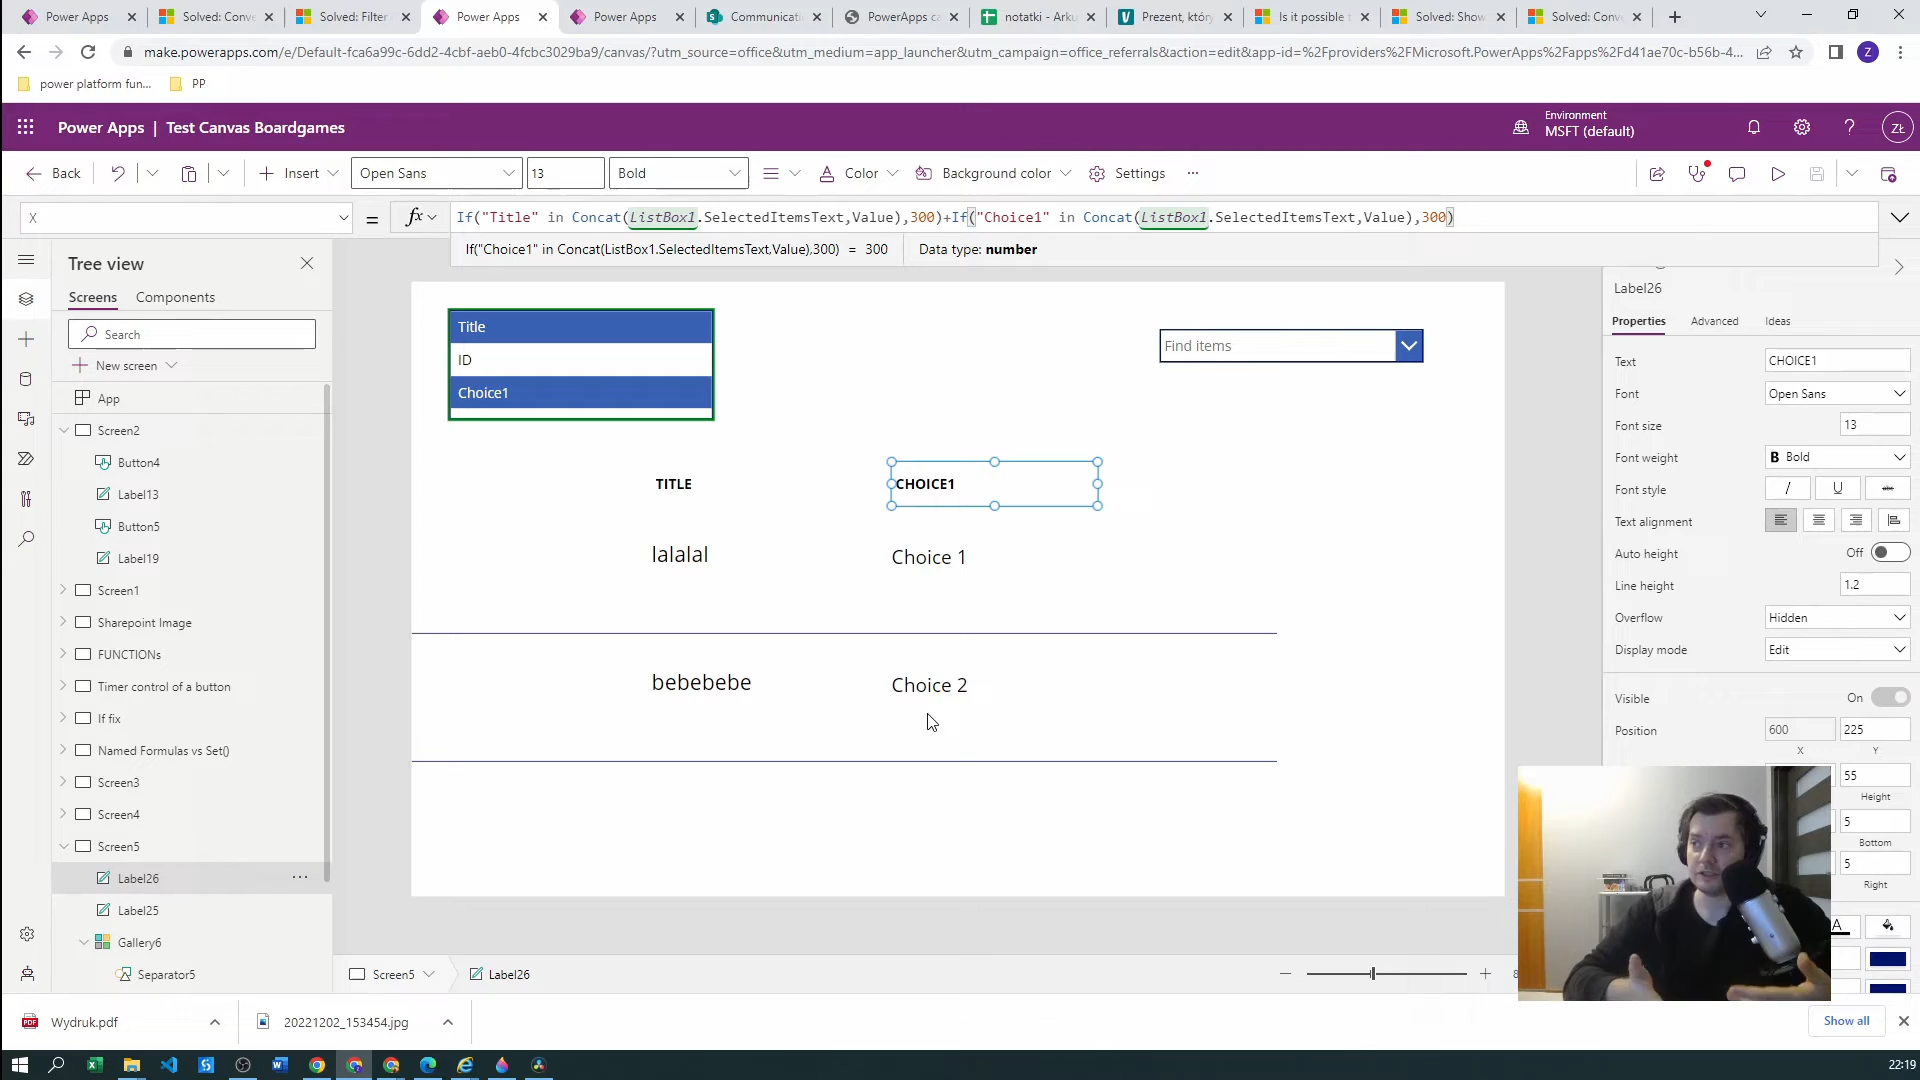 Power Apps
Solved: Conve
Solved: Filter
Power Apps
Power Apps
Communicati
PowerApps ca
notatki - Arku
Prezent, który
Is it possible t
Solved: Show
Solved: Conv
make.powerapps.com/e/Default-fca6a99c-6dd2-4cbf-aeb0-4fcbc3029ba9/canvas/?utm_source=office&utm_medium=app_launcher&utm_campaign=office_referrals&action=edit&app-id=%2Fproviders%2FMicrosoft.PowerApps%2Fapps%2Fd41ae70c-b56b-4...
Z
power platform fun...
PP
Power Apps | Test Canvas Boardgames
Environment
MSFT (default)
ZŁ
Back
Insert
Open Sans
13
Bold
Color
Background color
Settings
X
=
fx
If("Title" in Concat(ListBox1.SelectedItemsText,Value),300)+If("Choice1" in Concat(ListBox1.SelectedItemsText,Value),300)
If("Choice1" in Concat(ListBox1.SelectedItemsText,Value),300) = 300
Data type: number
Tree view
Screens
Components
Search
New screen
App
Screen2
Button4
Label13
Button5
Label19
Screen1
Sharepoint Image
FUNCTIONs
Timer control of a button
If fix
Named Formulas vs Set()
Screen3
Screen4
Screen5
Label26
Label25
Gallery6
Separator5
Title
ID
Choice1
Find items
TITLE
CHOICE1
lalalal
Choice 1
bebebebe
Choice 2
Screen5
Label26
Label26
Properties
Advanced
Ideas
Text
CHOICE1
Font
Open Sans
Font size
13
Font weight
B Bold
Font style
/
U
abc
Text alignment
Auto height
Off
Line height
1.2
Overflow
Hidden
Display mode
Edit
Visible
On
Position
600
225
X
Y
55
Height
5
Bottom
5
Right
A
Wydruk.pdf
20221202_153454.jpg
Show all
22:19